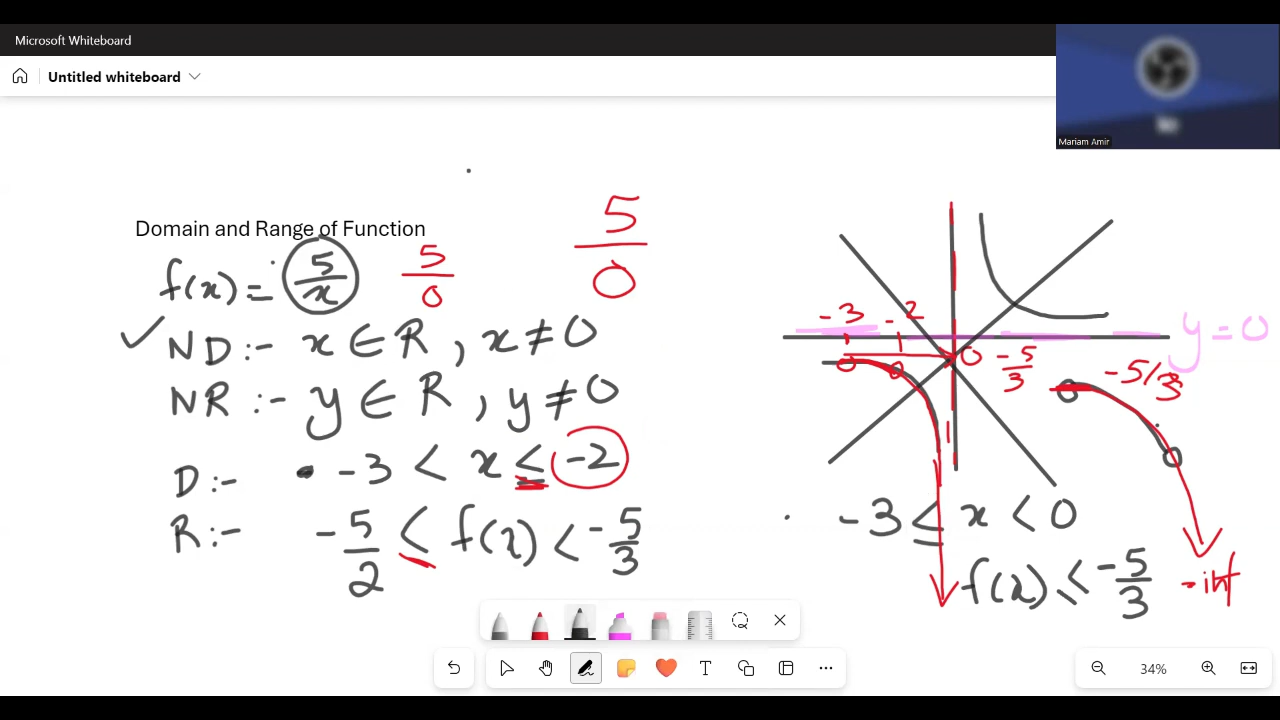 Microsoft Whiteboard
Untitled whiteboard
Mariam Amir
Domain and Range of Function
f(x) = 5/x 5/0 5/0
✓ ND :- x ∈ R, x ≠ 0
NR :- y ∈ R, y ≠ 0
D :- -3 < x ≤ -2
R :- -5/2 ≤ f(x) < -5/3
-3 -2
y = 0
0 -5/3 -5/3
-3 ≤ x < 0
f(x) ≤ -5/3
-inf
34%